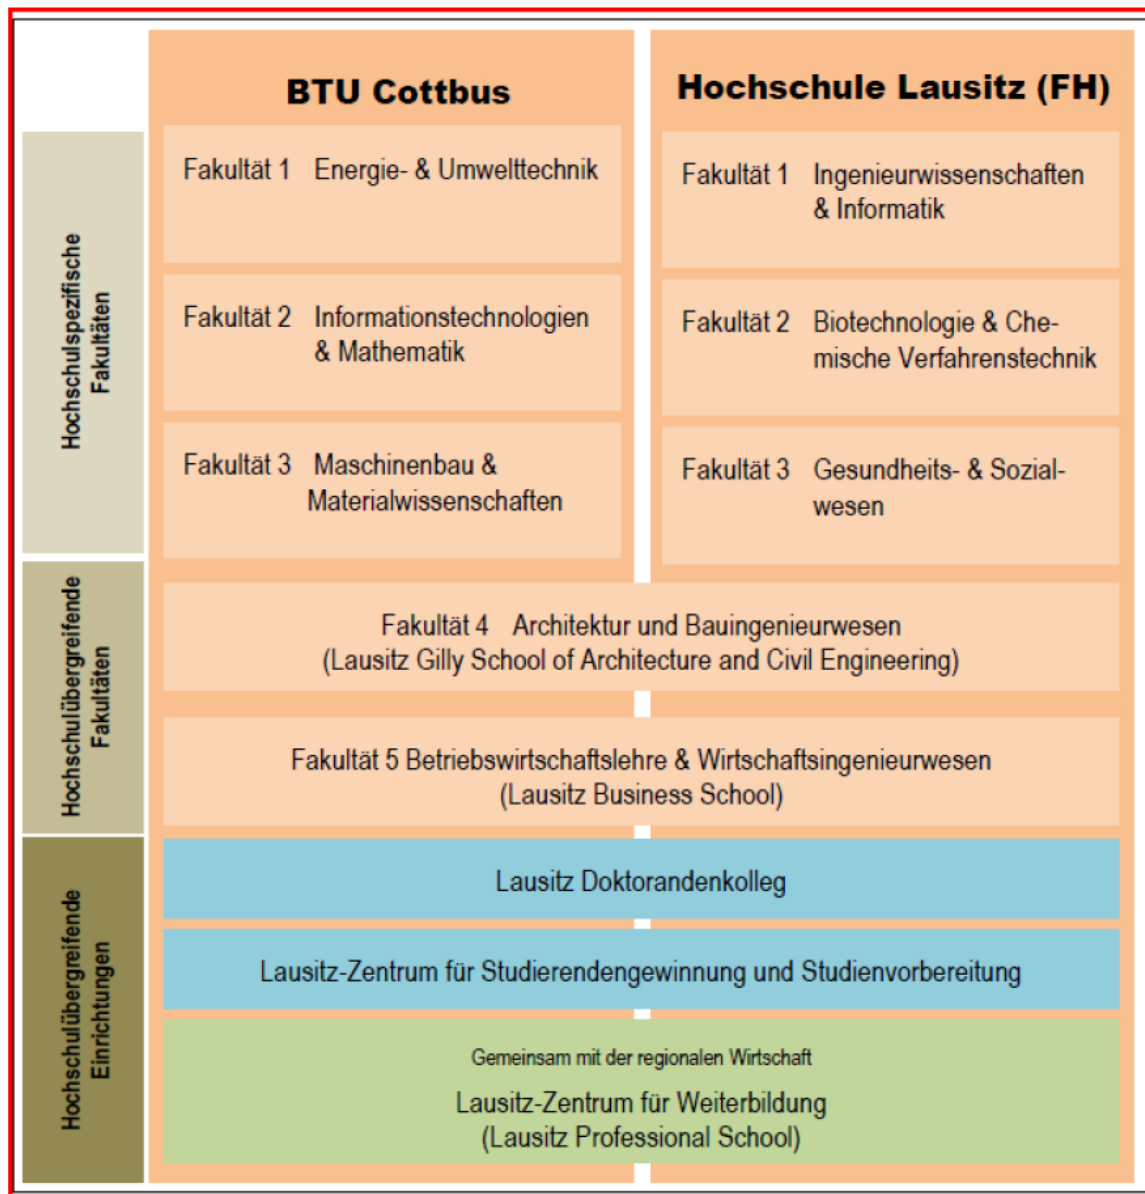 BTU Cottbus
Hochschule Lausitz (FH)
Hochschulspezifische
Fakultäten
Fakultät 1 Energie- & Umwelttechnik
Fakultät 2 Informationstechnologien
& Mathematik
Fakultät 3 Maschinenbau &
Materialwissenschaften
Fakultät 1 Ingenieurwissenschaften
& Informatik
Fakultät 2 Biotechnologie & Che-
mische Verfahrenstechnik
Fakultät 3 Gesundheits- & Sozial-
wesen
Hochschulübergreifende
Fakultäten
Fakultät 4 Architektur und Bauingenieurwesen
(Lausitz Gilly School of Architecture and Civil Engineering)
Fakultät 5 Betriebswirtschaftslehre & Wirtschaftsingenieurwesen
(Lausitz Business School)
Hochschulübergreifende
Einrichtungen
Lausitz Doktorandenkolleg
Lausitz-Zentrum für Studierendengewinnung und Studienvorbereitung
Gemeinsam mit der regionalen Wirtschaft
Lausitz-Zentrum für Weiterbildung
(Lausitz Professional School)